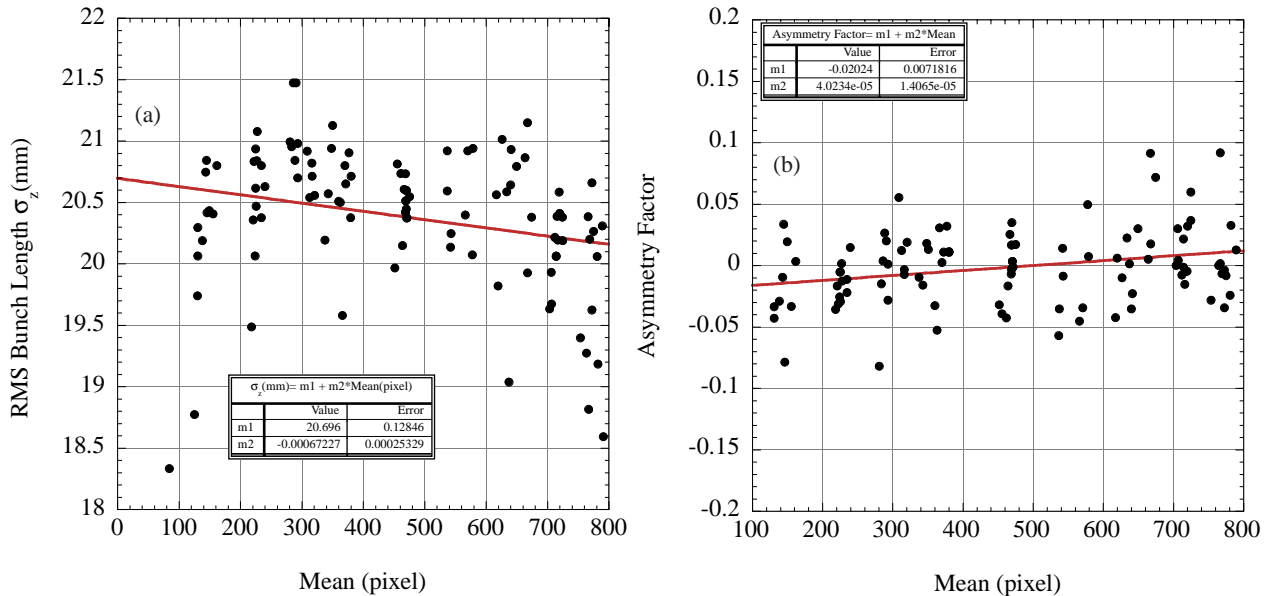 (a)
RMS Bunch Length σ_z(mm)
22
21.5
21
20.5
20
19.5
19
18.5
18
σ_z(mm)= m1 + m2*Mean(pixel)
Value Error
m1 20.696 0.12846
m2 -0.00067227 0.00025329
0 100 200 300 400 500 600 700 800
Mean (pixel)
(b)
Asymmetry Factor
0.2
0.15
0.1
0.05
0
-0.05
-0.1
-0.15
-0.2
Asymmetry Factor= m1 + m2*Mean
Value Error
m1 -0.02024 0.0071816
m2 4.0234e-05 1.4065e-05
100 200 300 400 500 600 700 800
Mean (pixel)